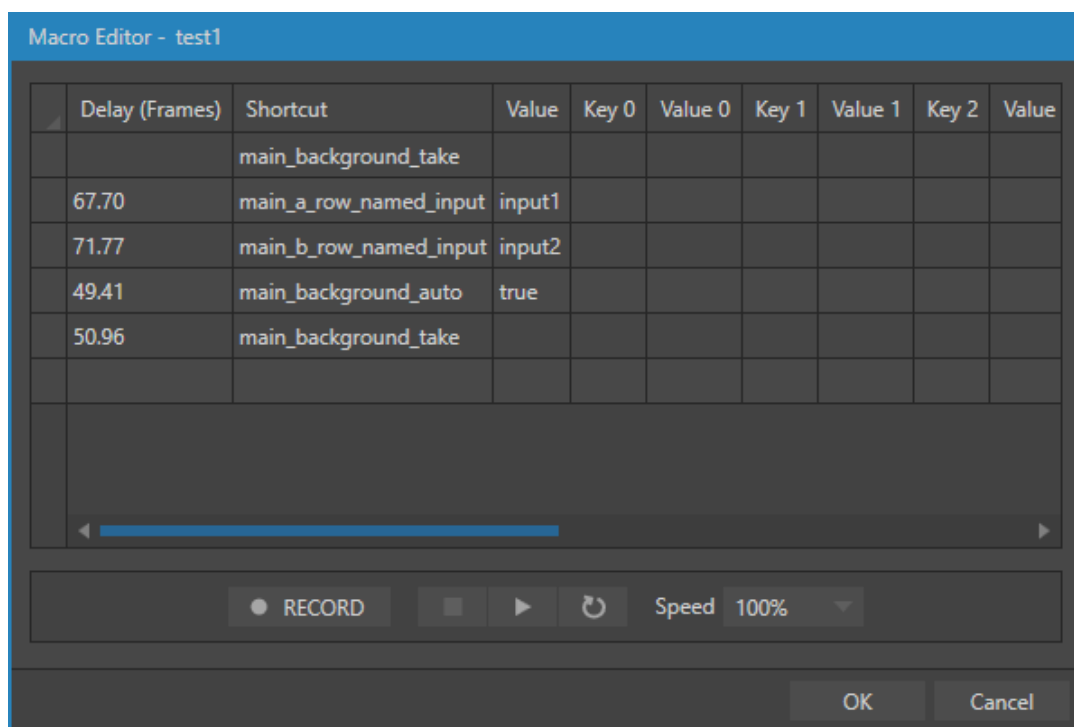 Macro Editor - test1
Delay (Frames) Shortcut Value Key 0 Value 0 Key 1 Value 1 Key 2 Value
main_background_take
67.70 main_a_row_named_input input1
71.77 main_b_row_named_input input2
49.41 main_background_auto true
50.96 main_background_take
RECORD Speed 100%
OK Cancel